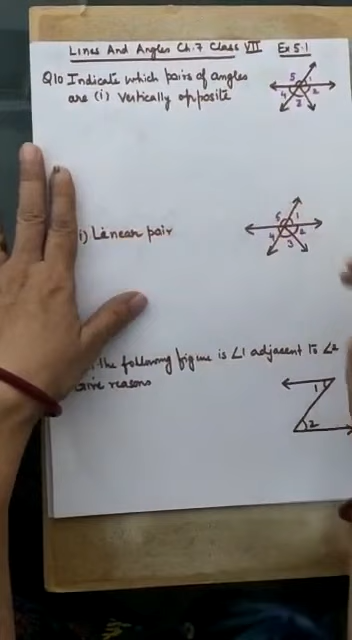 Lines And Angles Ch.7 Class VII Ex 5.1
Q10 Indicate which pairs of angles
are (i) Vertically opposite
5 1
4 3 2
i) Linear pair
5 1
4 3 2
the following figure is ∠1 adjacent to ∠2
Give reasons
1
2